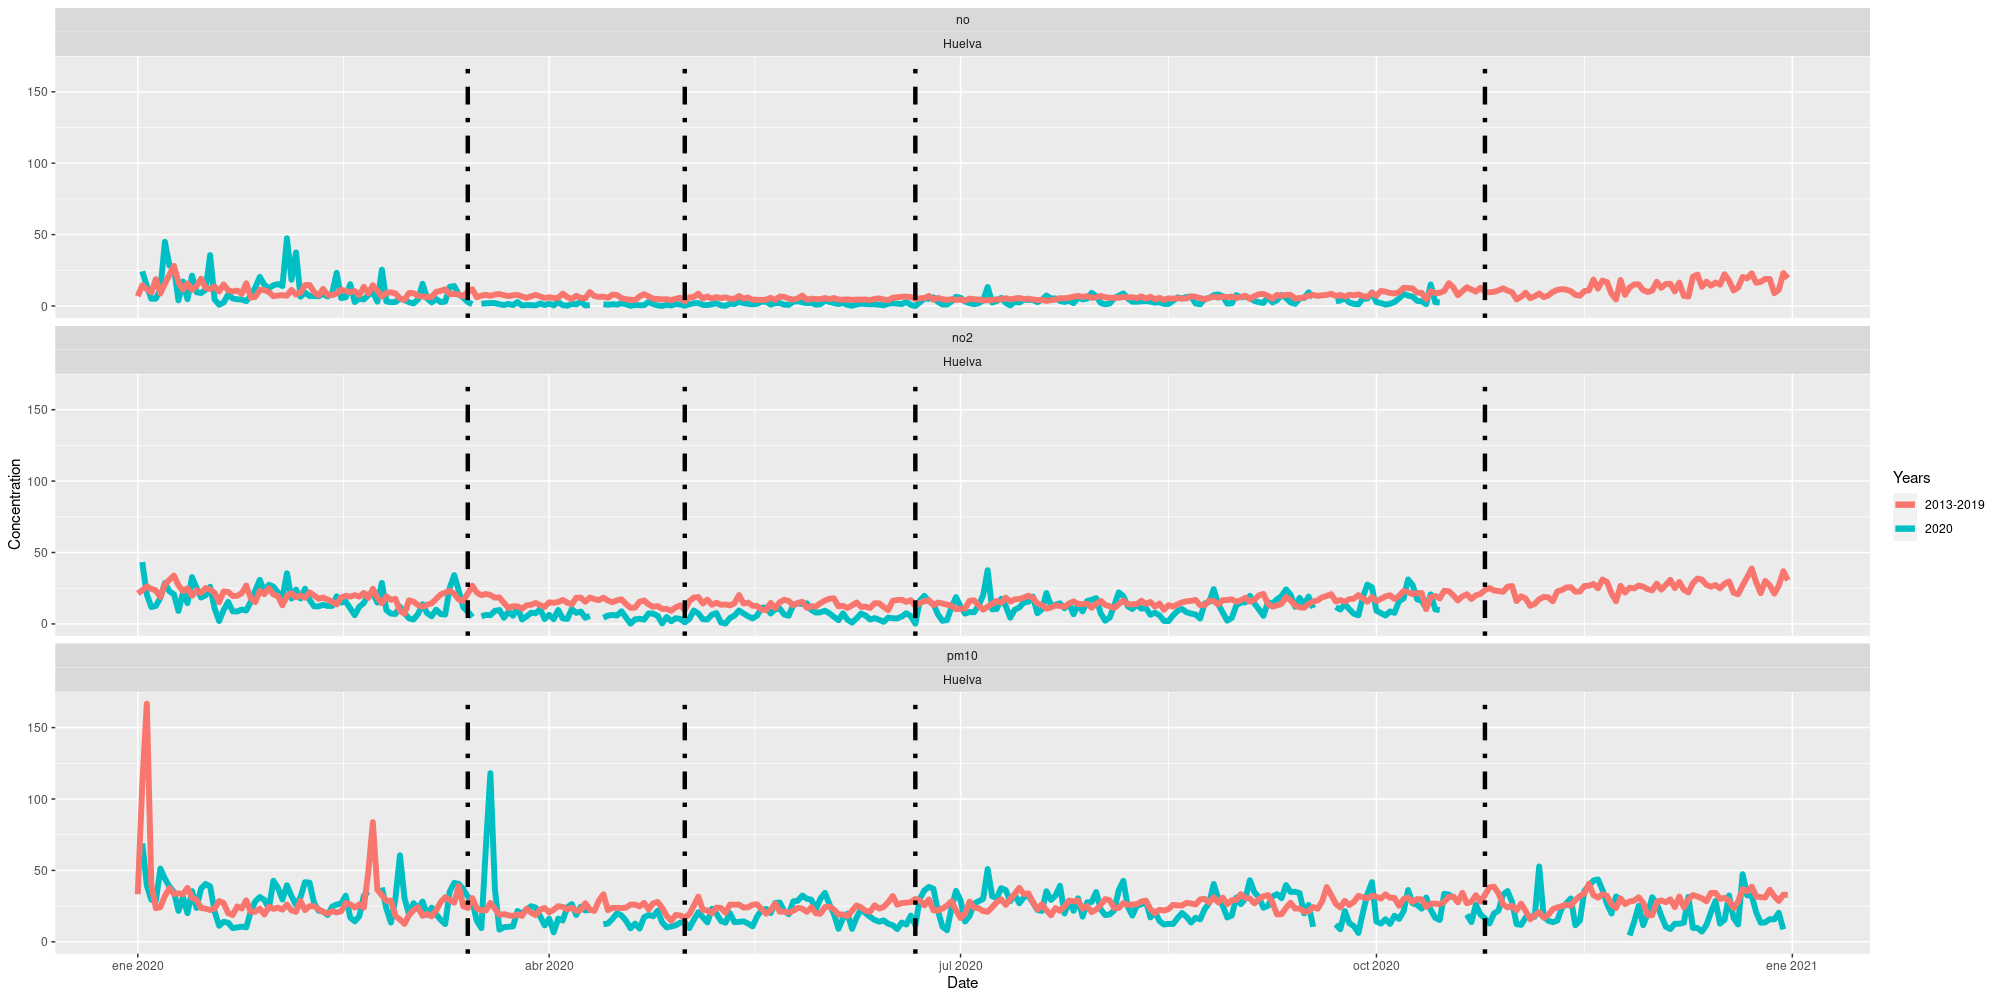 no
Huelva
150
100
50
0
no2
Huelva
150
100
50
0
pm10
Huelva
150
100
50
0
ene 2020
abr 2020
jul 2020
oct 2020
ene 2021
Date
Concentration
Years
2013-2019
2020